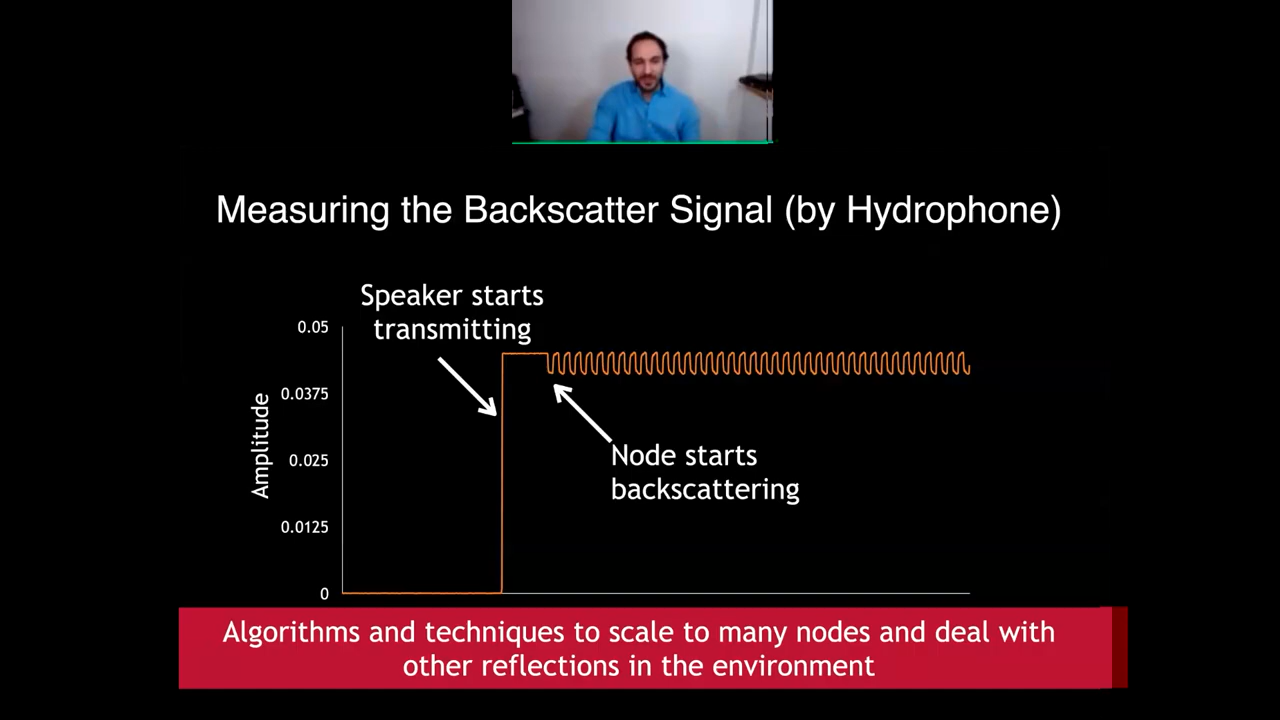 Measuring the Backscatter Signal (by Hydrophone)
Speaker starts
transmitting
0.05
0.0375
0.025
0.0125
0
Amplitude
Node starts
backscattering
Algorithms and techniques to scale to many nodes and deal with
other reflections in the environment